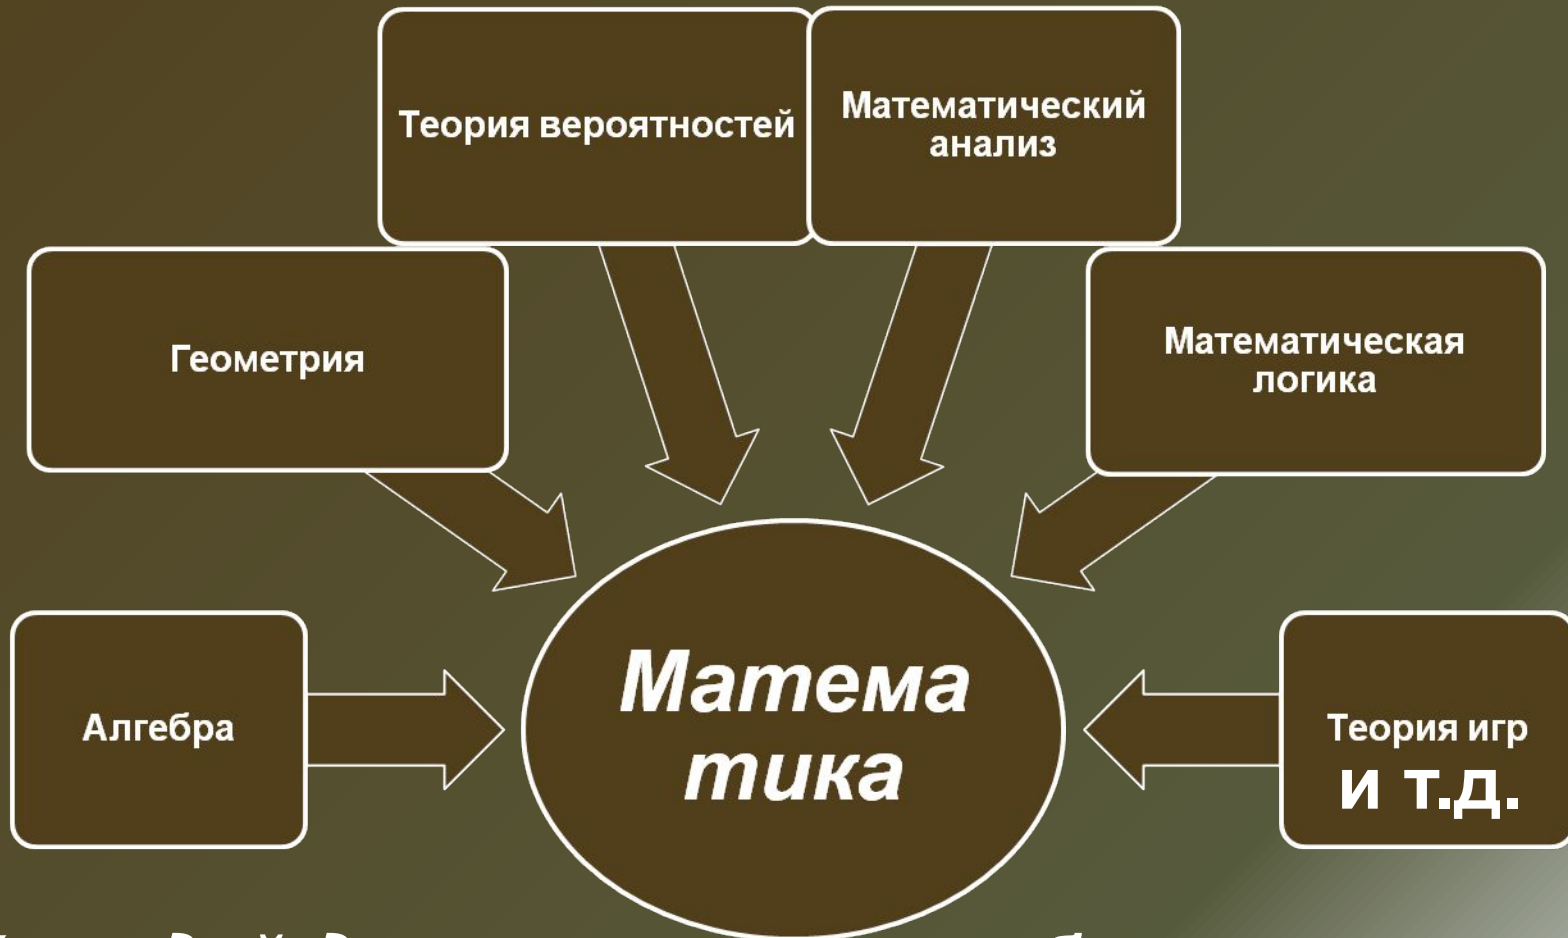 Теория вероятностей
Математический
анализ
Геометрия
Математическая
логика
Алгебра
Матема
тика
Теория игр
и т.д.